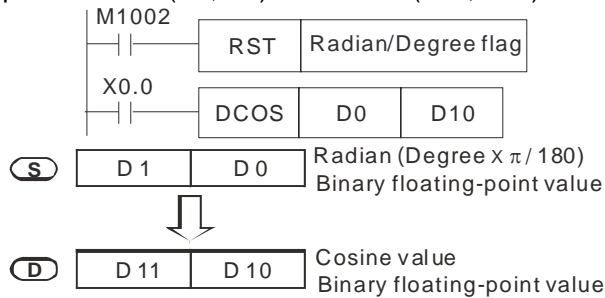 M1002
RST Radian/Degree flag
X0.0
DCOS D0 D10
S D 1 D 0 Radian (Degree x π / 180)
Binary floating-point value
D D 11 D 10 Cosine value
Binary floating-point value